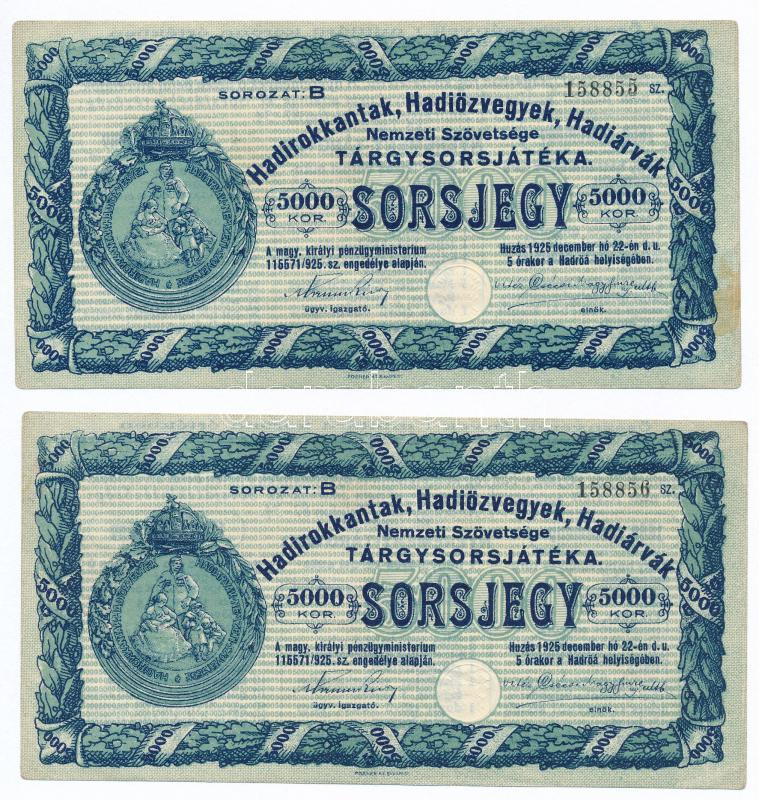 SOROZAT: B 158855 SZ.
Hadirokkantak, Hadiözvegyek, Hadiárvák
Nemzeti Szövetsége
TÁRGYSORSJÁTÉKA.
5000 KOR. SORSJEGY 5000 KOR.
A magy. királyi pénzügyministerium
115571/925. sz. engedélye alapján.
Huzás 1925 december hó 22-én d. u.
5 órakor a Hadröá helyiségében.
ügyv. igazgató.
elnök.
5000
SOROZAT: B 158856 SZ.
Hadirokkantak, Hadiözvegyek, Hadiárvák
Nemzeti Szövetsége
TÁRGYSORSJÁTÉKA.
5000 KOR. SORSJEGY 5000 KOR.
A magy. királyi pénzügyministerium
115571/925. sz. engedélye alapján.
Huzás 1925 december hó 22-én d. u.
5 órakor a Hadröá helyiségében.
ügyv. igazgató.
elnök.
5000